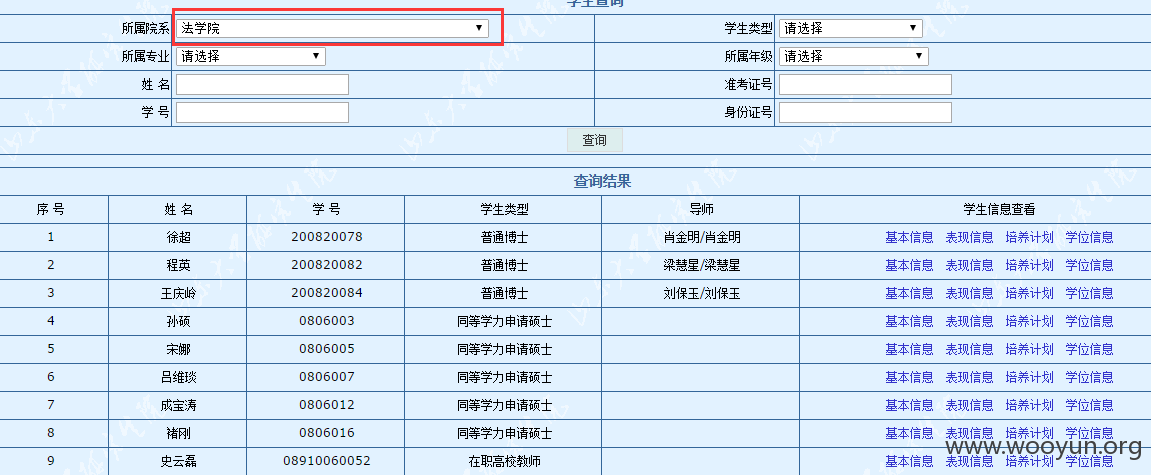 学生查询
所属院系 法学院 学生类型 请选择
所属专业 请选择 所属年级 请选择
姓 名 准考证号
学 号 身份证号
查询
查询结果
序 号 姓 名 学 号 学生类型 导师 学生信息查看
1 徐超 200820078 普通博士 肖金明/肖金明 基本信息 表现信息 培养计划 学位信息
2 程英 200820082 普通博士 梁慧星/梁慧星 基本信息 表现信息 培养计划 学位信息
3 王庆岭 200820084 普通博士 刘保玉/刘保玉 基本信息 表现信息 培养计划 学位信息
4 孙硕 0806003 同等学力申请硕士 基本信息 表现信息 培养计划 学位信息
5 宋娜 0806005 同等学力申请硕士 基本信息 表现信息 培养计划 学位信息
6 吕维琰 0806007 同等学力申请硕士 基本信息 表现信息 培养计划 学位信息
7 成宝涛 0806012 同等学力申请硕士 基本信息 表现信息 培养计划 学位信息
8 褚刚 0806016 同等学力申请硕士 基本信息 表现信息 培养计划 学位信息
9 史云磊 08910060052 在职高校教师 基本信息 表现信息 培养计划 学位信息
www.wooyun.org